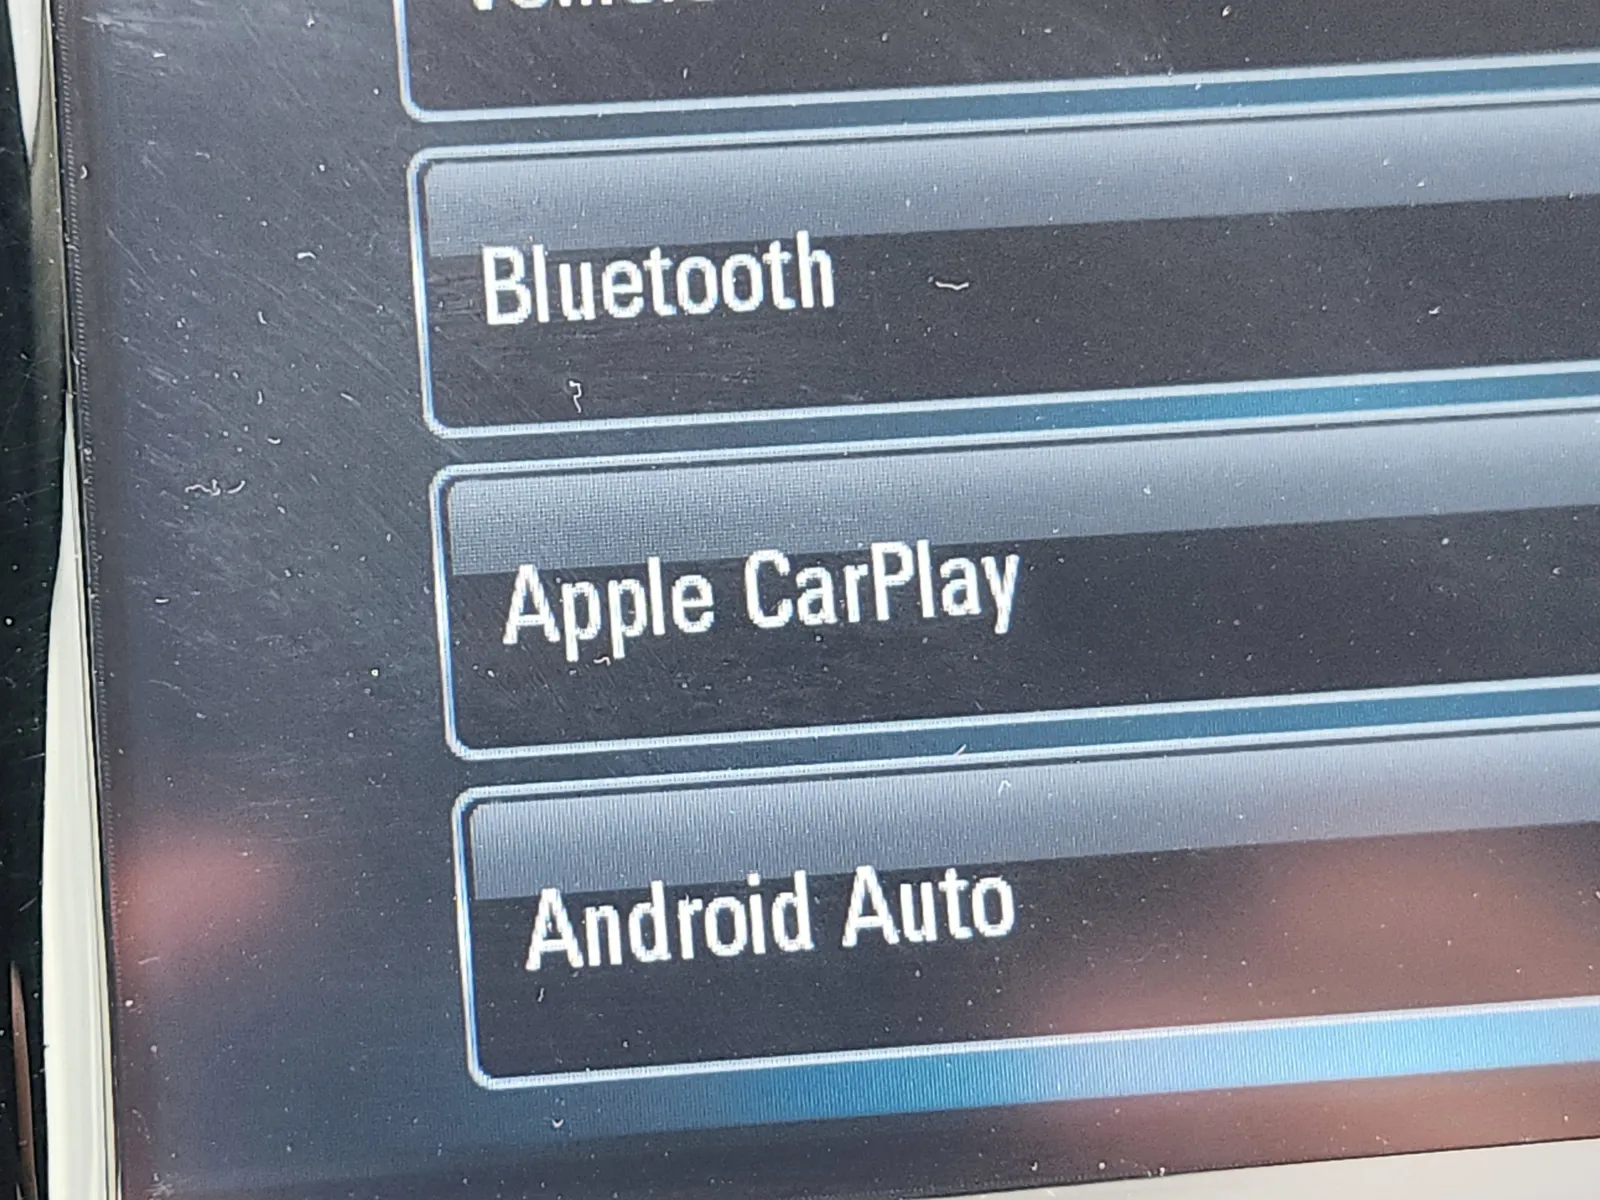 Bluetooth
Apple CarPlay
Android Auto